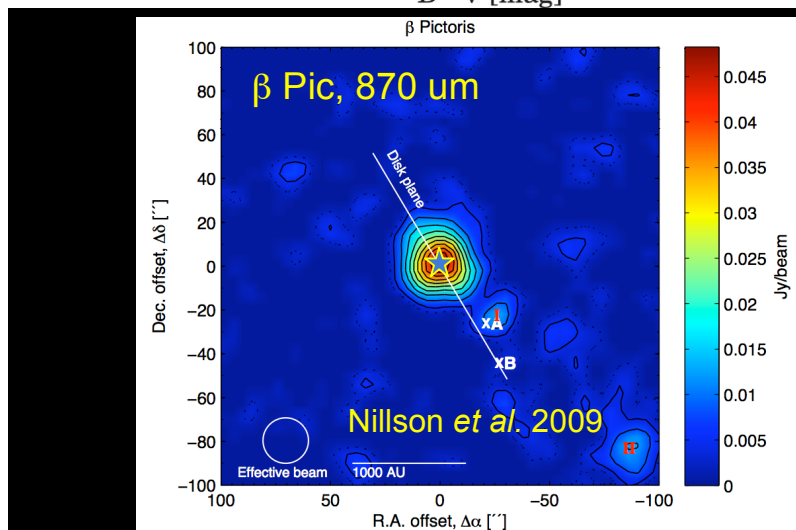 B - V [mag]
β Pictoris
β Pic, 870 um
Disk plane
I
xA
xB
II
Nillson et al. 2009
Effective beam
1000 AU
100
80
60
40
20
0
−20
−40
−60
−80
−100
Dec. offset, Δδ [´´]
100
50
0
−50
−100
R.A. offset, Δα [´´]
0.045
0.04
0.035
0.03
0.025
0.02
0.015
0.01
0.005
0
Jy/beam